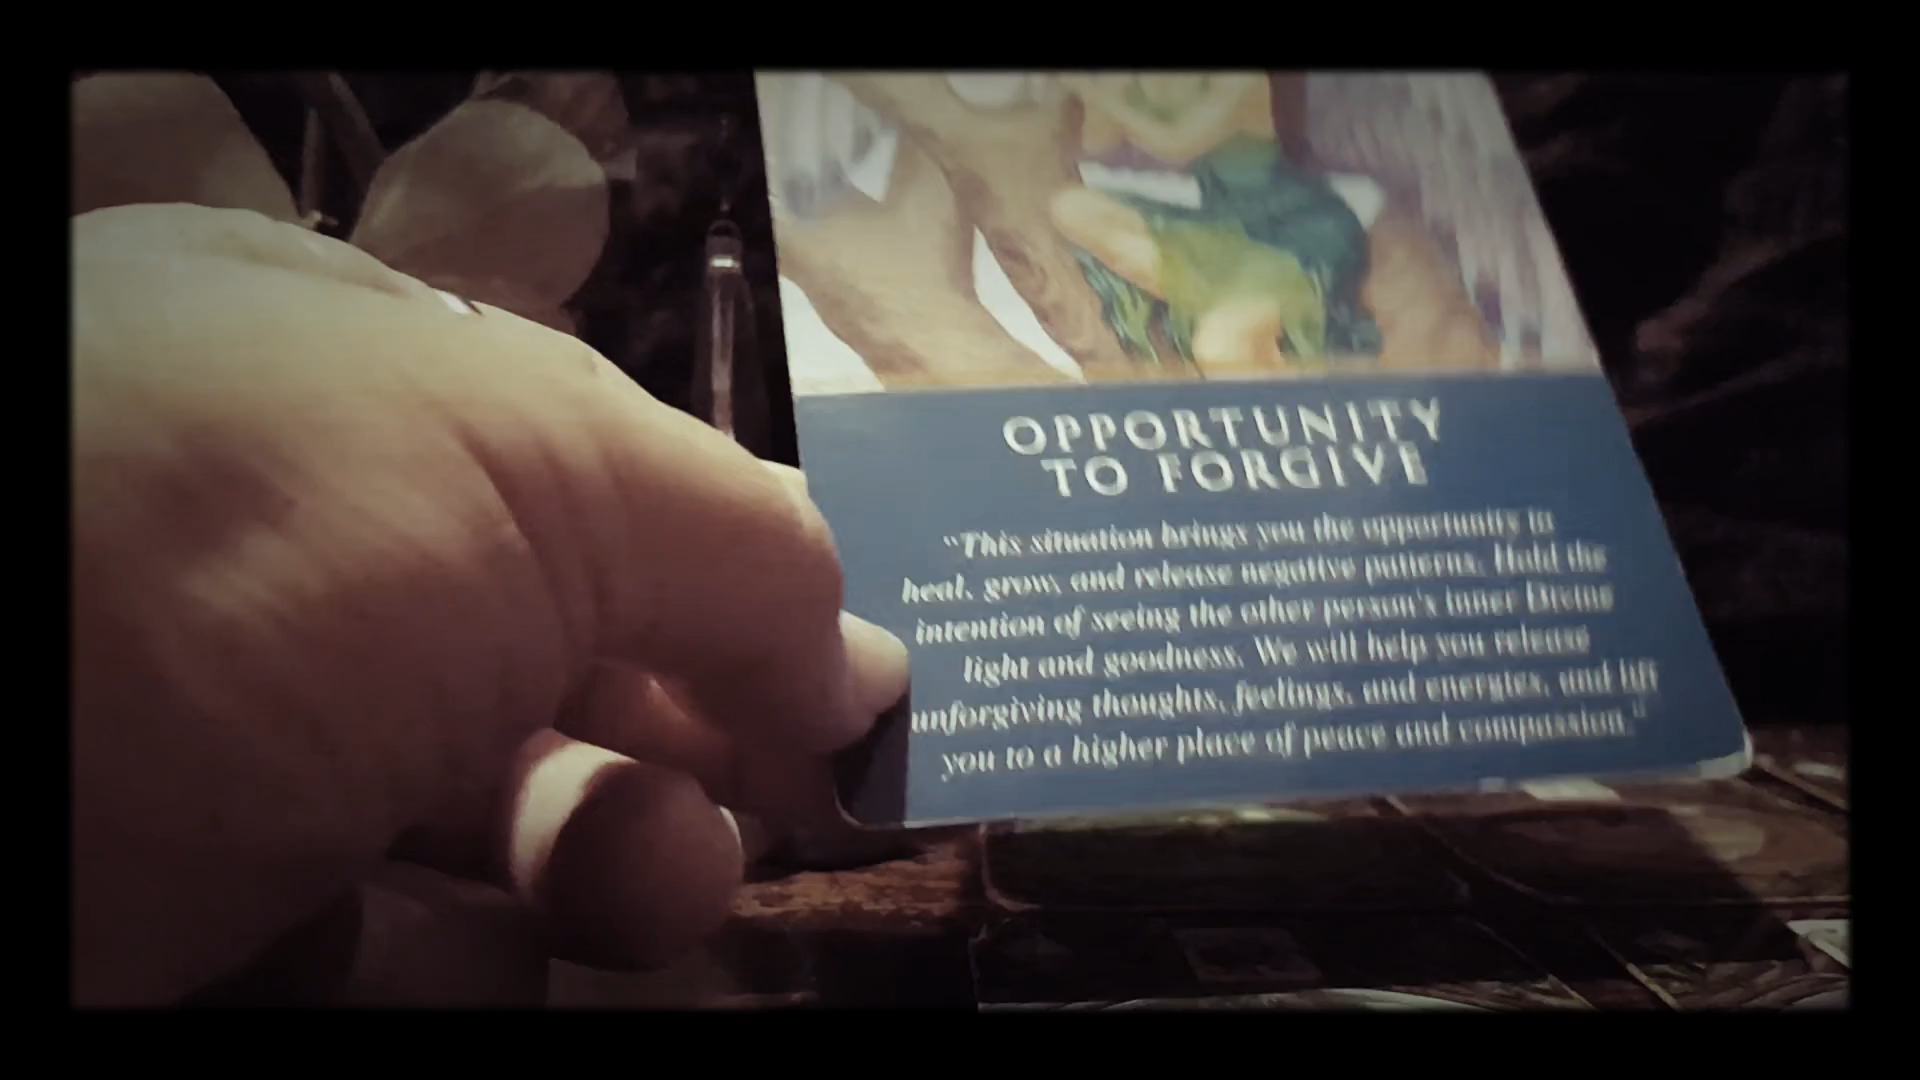 OPPORTUNITY
TO FORGIVE
“This situation brings you the opportunity to
heal, grow, and release negative patterns. Hold the
intention of seeing the other person's inner Divine
light and goodness. We will help you release
unforgiving thoughts, feelings, and energies, and lift
you to a higher place of peace and compassion.”